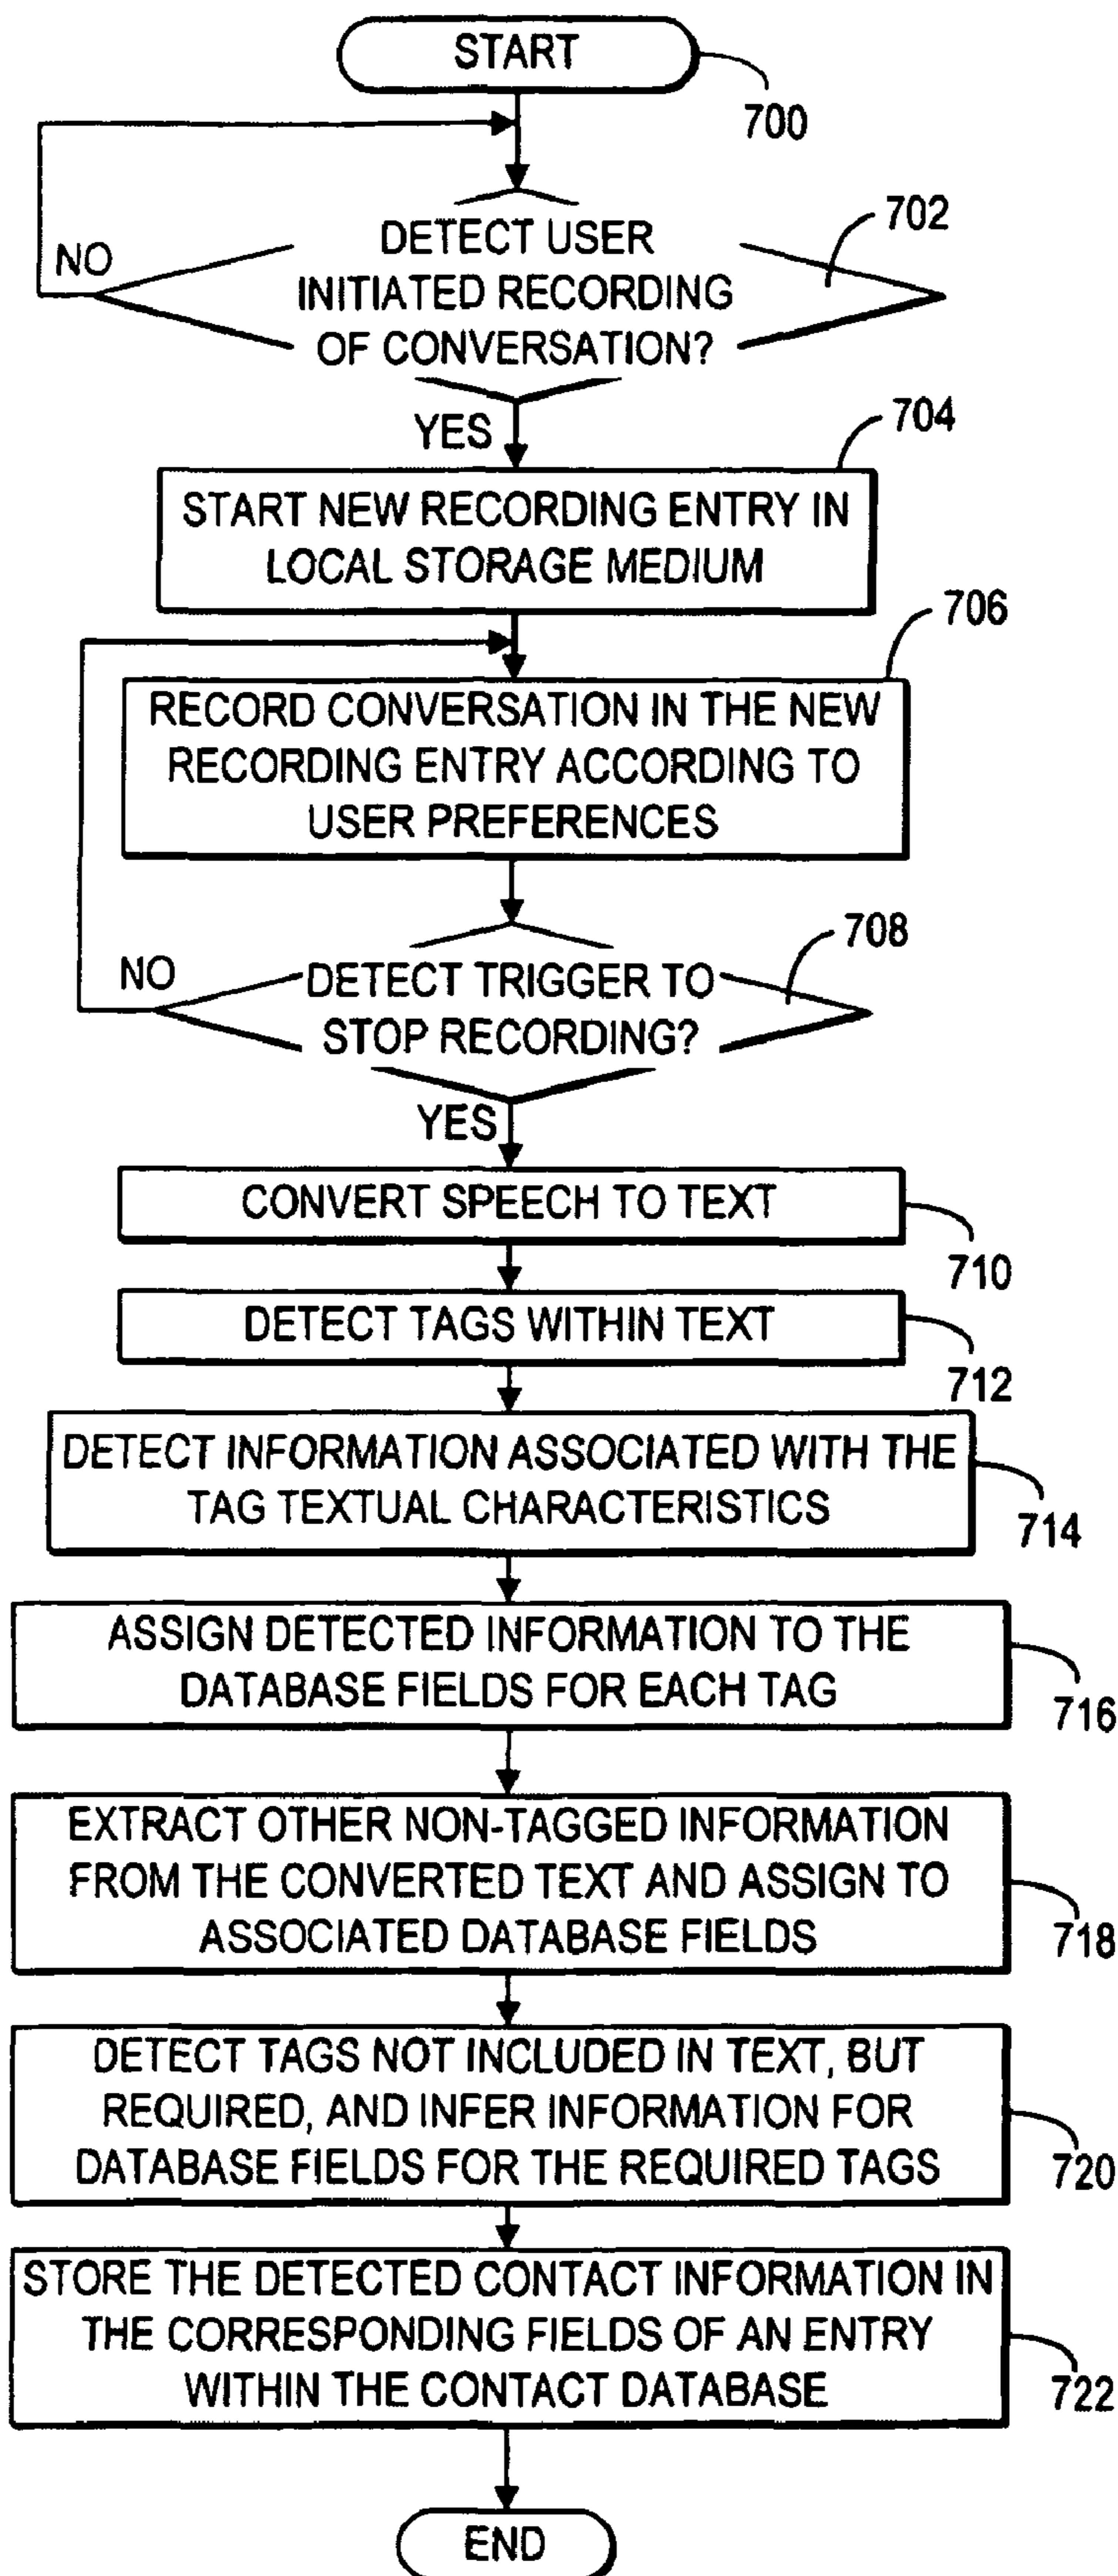 START
700
DETECT USER
INITIATED RECORDING
OF CONVERSATION?
702
NO
YES
704
START NEW RECORDING ENTRY IN
LOCAL STORAGE MEDIUM
706
RECORD CONVERSATION IN THE NEW
RECORDING ENTRY ACCORDING TO
USER PREFERENCES
708
NO
DETECT TRIGGER TO
STOP RECORDING?
YES
CONVERT SPEECH TO TEXT
710
DETECT TAGS WITHIN TEXT
712
DETECT INFORMATION ASSOCIATED WITH THE
TAG TEXTUAL CHARACTERISTICS
714
ASSIGN DETECTED INFORMATION TO THE
DATABASE FIELDS FOR EACH TAG
716
EXTRACT OTHER NON-TAGGED INFORMATION
FROM THE CONVERTED TEXT AND ASSIGN TO
ASSOCIATED DATABASE FIELDS
718
DETECT TAGS NOT INCLUDED IN TEXT, BUT
REQUIRED, AND INFER INFORMATION FOR
DATABASE FIELDS FOR THE REQUIRED TAGS
720
STORE THE DETECTED CONTACT INFORMATION IN
THE CORRESPONDING FIELDS OF AN ENTRY
WITHIN THE CONTACT DATABASE
722
END